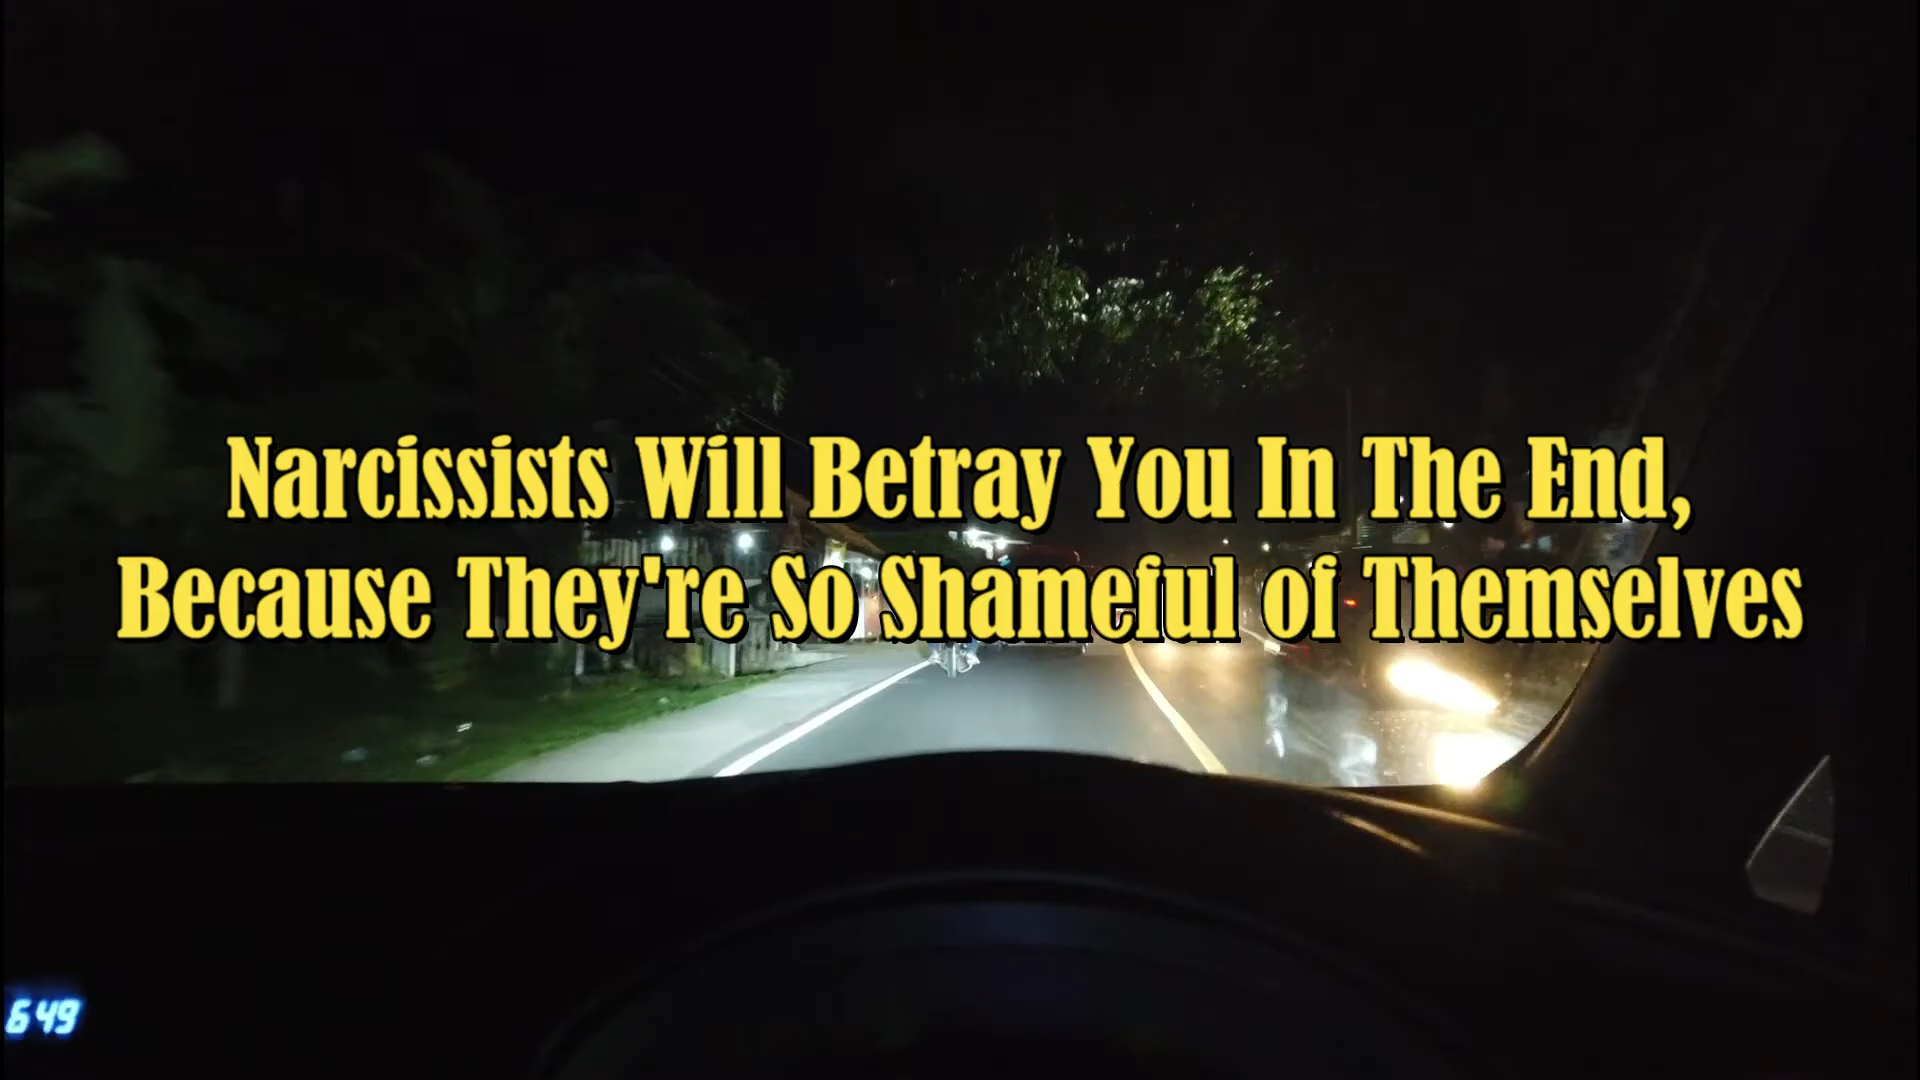 Narcissists Will Betray You In The End,
Because They're So Shameful of Themselves
649